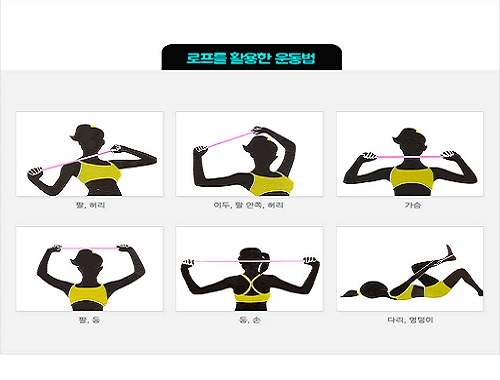 로프를 활용한 운동법
팔, 허리
이두, 팔 안쪽, 허리
가슴
팔, 등
등, 손
다리, 엉덩이